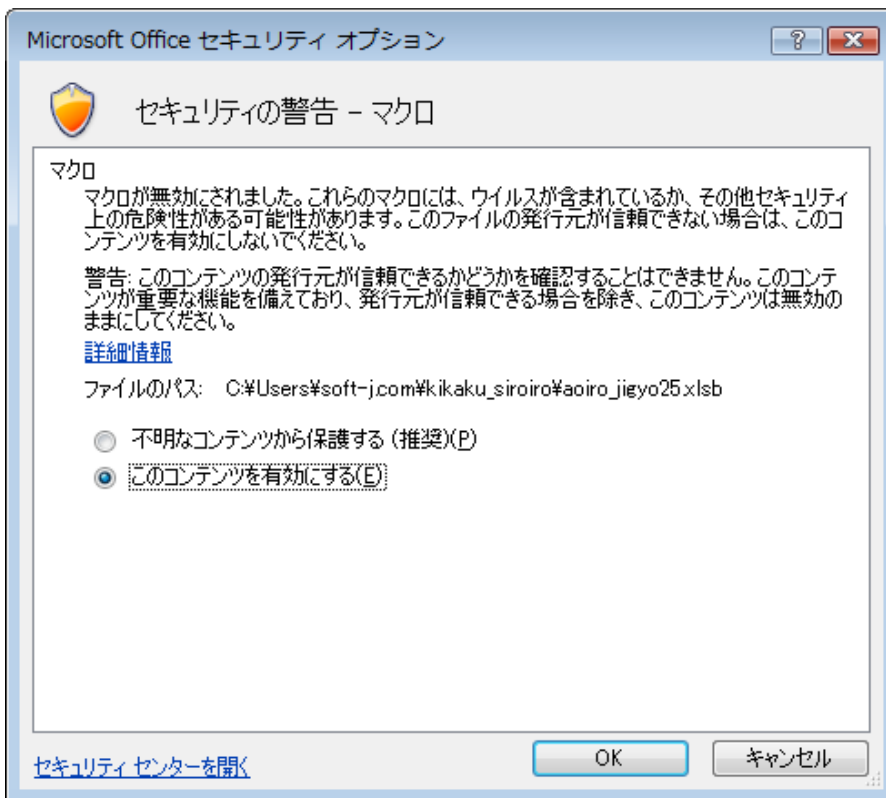 Microsoft Office セキュリティ オプション
セキュリティの警告 - マクロ
マクロ
マクロが無効にされました。これらのマクロには、ウイルスが含まれているか、その他セキュリティ
上の危険性がある可能性があります。このファイルの発行元が信頼できない場合は、このコ
ンテンツを有効にしないでください。
警告: このコンテンツの発行元が信頼できるかどうかを確認することはできません。このコンテ
ンツが重要な機能を備えており、発行元が信頼できる場合を除き、このコンテンツは無効の
ままにしてください。
詳細情報
ファイルのパス: C:¥Users¥soft-j.com¥kikaku_siroiro¥aoiro_jigyo25.xlsb
不明なコンテンツから保護する (推奨)(P)
このコンテンツを有効にする(E)
セキュリティ センターを開く
OK
キャンセル